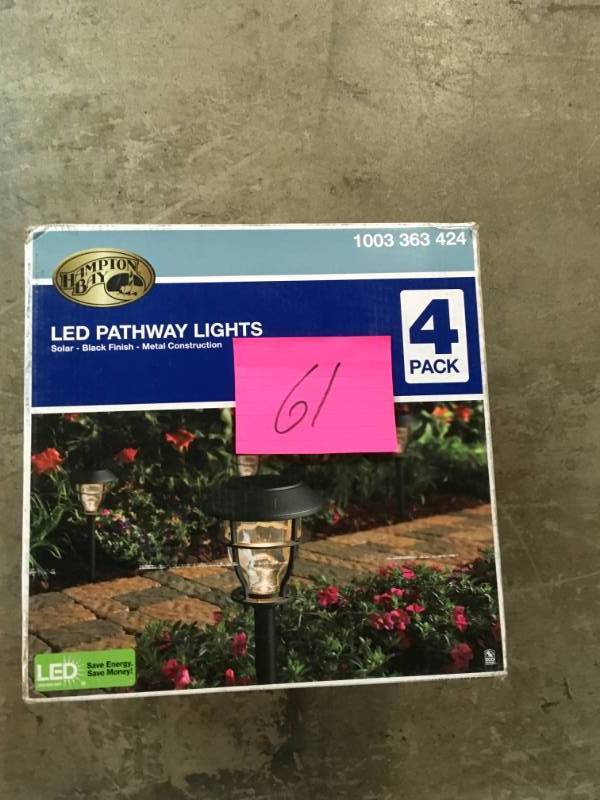 1003 363 424
HAMPTON
BAY
LED PATHWAY LIGHTS
Solar - Black Finish - Metal Construction
4
PACK
61
LED
Save Energy.
Save Money!
ECO